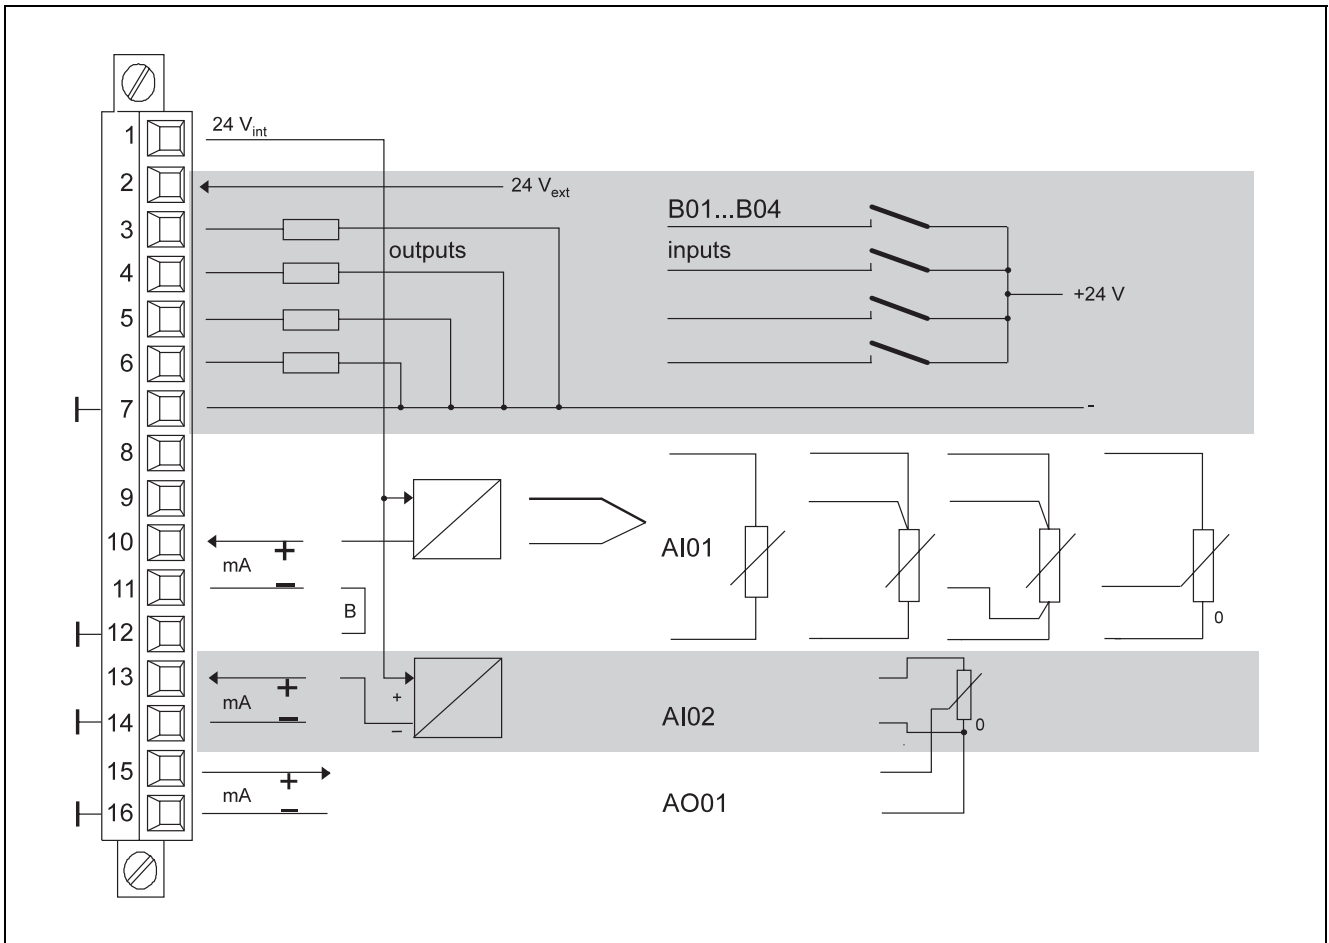 1 24 V_int
2 24 V_ext
3 B01...B04
outputs inputs
4
5 +24 V
6
7 -
8
9
10 + AI01
mA
11 − B
12 0
13 + +
mA AI02
14 − − 0
15 +
mA AO01
16 −